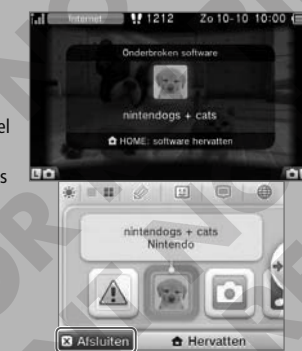 Internet 1212 Zo 10-10 10:00
Onderbroken software
nintendogs + cats
HOME: software hervatten
el
s
L
nintendogs + cats
Nintendo
X Afsluiten
Hervatten